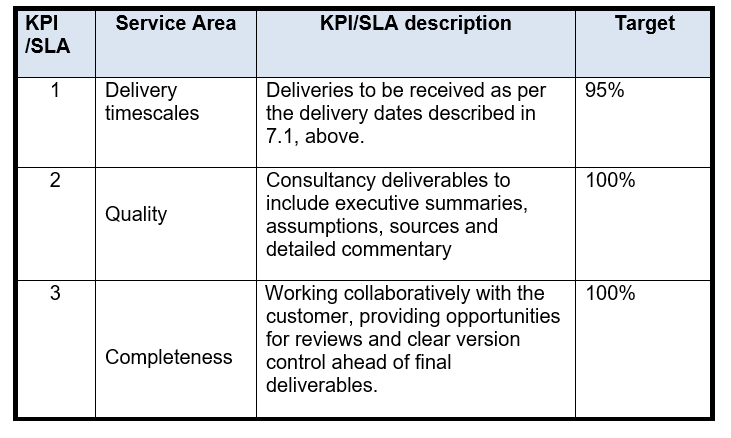 KPI
/SLA
Service Area
KPI/SLA description
Target
1
Delivery
timescales
Deliveries to be received as per
the delivery dates described in
7.1, above.
95%
2
Quality
Consultancy deliverables to
include executive summaries,
assumptions, sources and
detailed commentary
100%
3
Completeness
Working collaboratively with the
customer, providing opportunities
for reviews and clear version
control ahead of final
deliverables.
100%